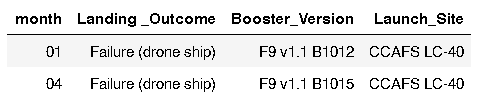 month Landing _Outcome Booster_Version Launch_Site
01 Failure (drone ship) F9 v1.1 B1012 CCAFS LC-40
04 Failure (drone ship) F9 v1.1 B1015 CCAFS LC-40